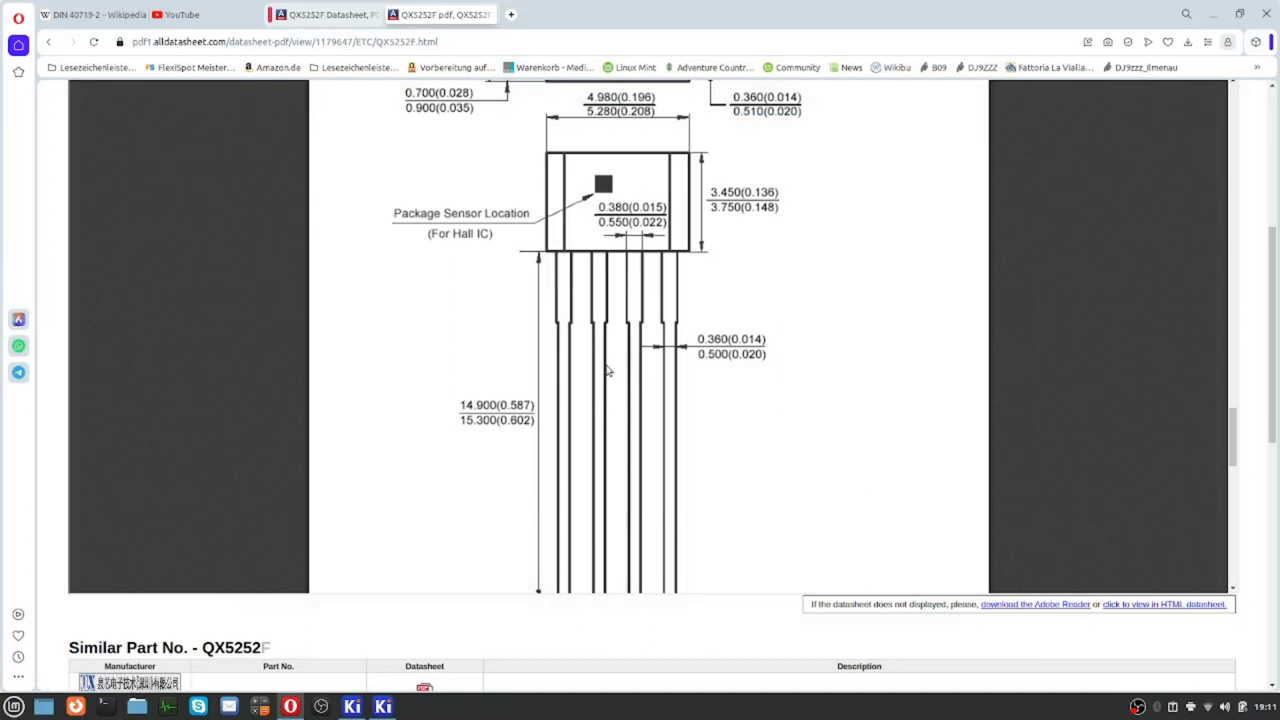 DIN 40719-2 – Wikipedia
YouTube
QX5252F Datasheet, P
QX5252F pdf, QX5252F
pdf1.alldatasheet.com/datasheet-pdf/view/1179647/ETC/QX5252F.html
Lesezeichenleiste...
FlexiSpot Meister...
Amazon.de
Lesezeichenleiste...
Vorbereitung auf...
Warenkorb - Medi...
Linux Mint
Adventure Countr...
Community
News
Wikibu
DJ9ZZZ
Fattoria La Vialla...
DJ9zzz_Ilmenau
»
0.700(0.028)
0.900(0.035)
4.980(0.196)
5.280(0.208)
0.360(0.014)
0.510(0.020)
3.450(0.136)
3.750(0.148)
Package Sensor Location
(For Hall IC)
0.380(0.015)
0.550(0.022)
0.360(0.014)
0.500(0.020)
14.900(0.587)
15.300(0.602)
If the datasheet does not displayed, please, download the Adobe Reader or click to view in HTML datasheet.
Similar Part No. - QX5252F
Manufacturer
Part No.
Datasheet
Description
19:11